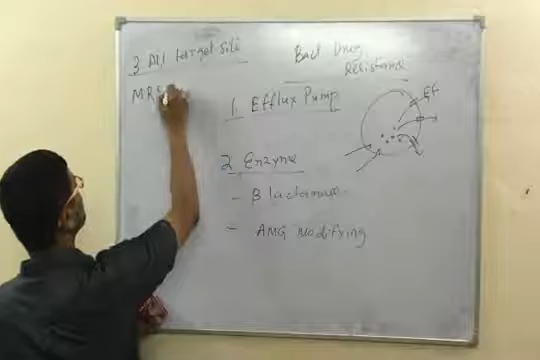 Bact Drug
Resistance
1. Efflux Pump
EF
2 Enzyme
- β lactamase
- AMG modifying
3 Alt target site
MRS